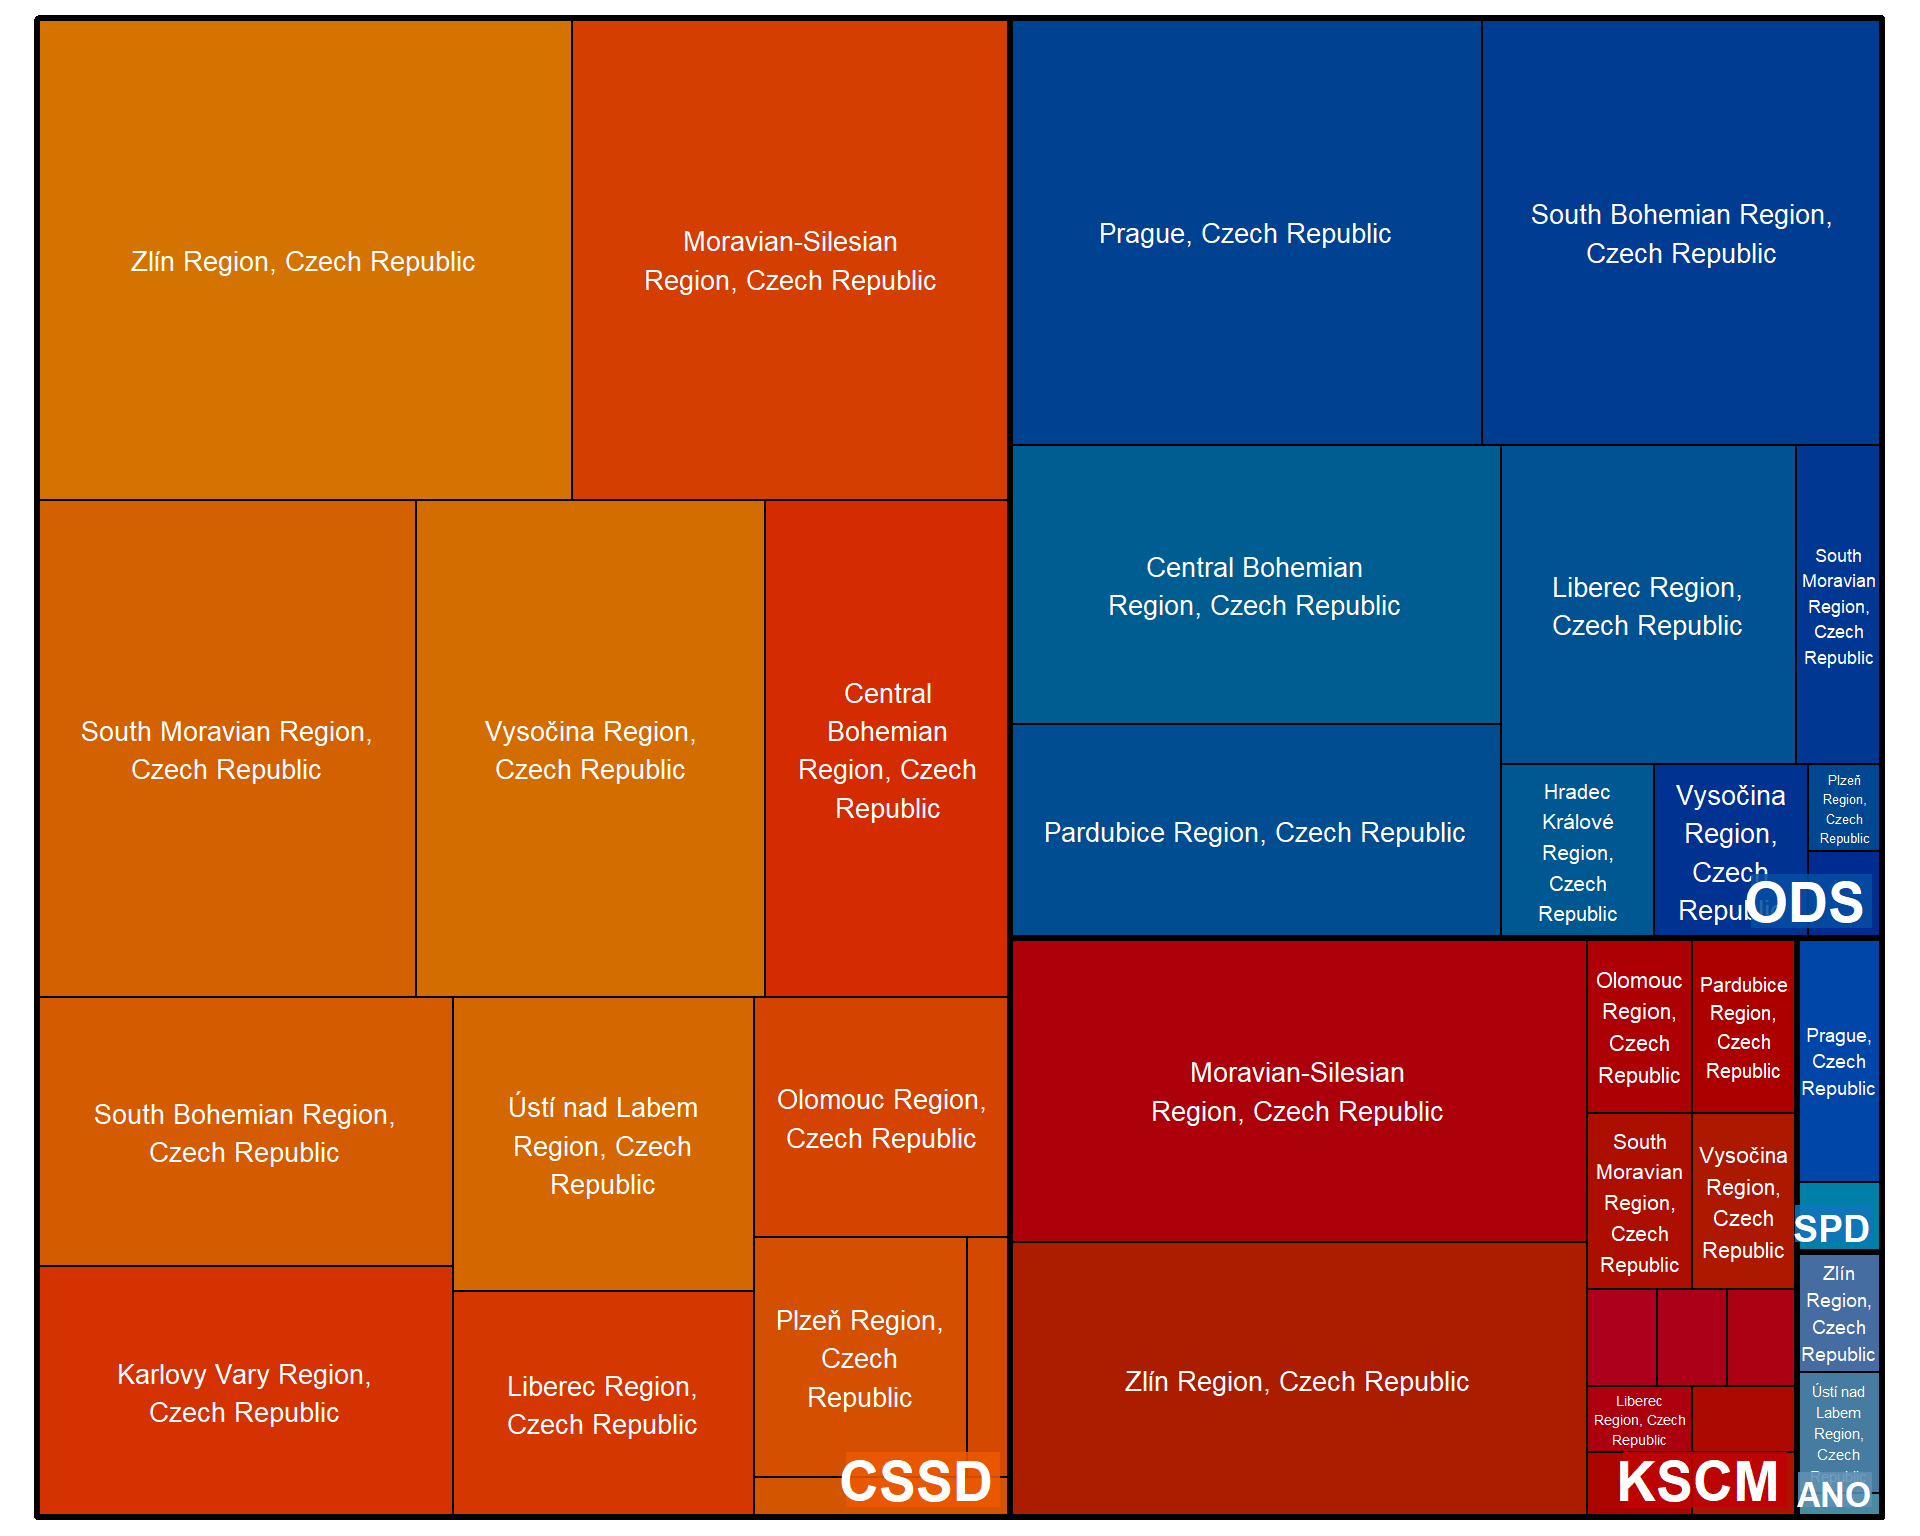 Zlín Region, Czech Republic
Moravian-Silesian
Region, Czech Republic
South Moravian Region,
Czech Republic
Vysočina Region,
Czech Republic
Central
Bohemian
Region, Czech
Republic
South Bohemian Region,
Czech Republic
Karlovy Vary Region,
Czech Republic
Ústí nad Labem
Region, Czech
Republic
Liberec Region,
Czech Republic
Olomouc Region,
Czech Republic
Plzeň Region,
Czech
Republic
CSSD
Prague, Czech Republic
South Bohemian Region,
Czech Republic
Central Bohemian
Region, Czech Republic
Pardubice Region, Czech Republic
Liberec Region,
Czech Republic
South
Moravian
Region,
Czech
Republic
Hradec
Králové
Region,
Czech
Republic
Vysočina
Region,
Czech
Republic
Plzeň
Region,
Czech
Republic
ODS
Moravian-Silesian
Region, Czech Republic
Zlín Region, Czech Republic
Olomouc
Region,
Czech
Republic
Pardubice
Region,
Czech
Republic
South
Moravian
Region,
Czech
Republic
Vysočina
Region,
Czech
Republic
Liberec
Region, Czech
Republic
KSCM
Prague,
Czech
Republic
SPD
Zlín
Region,
Czech
Republic
Ústí nad
Labem
Region,
Czech
Republic
ANO